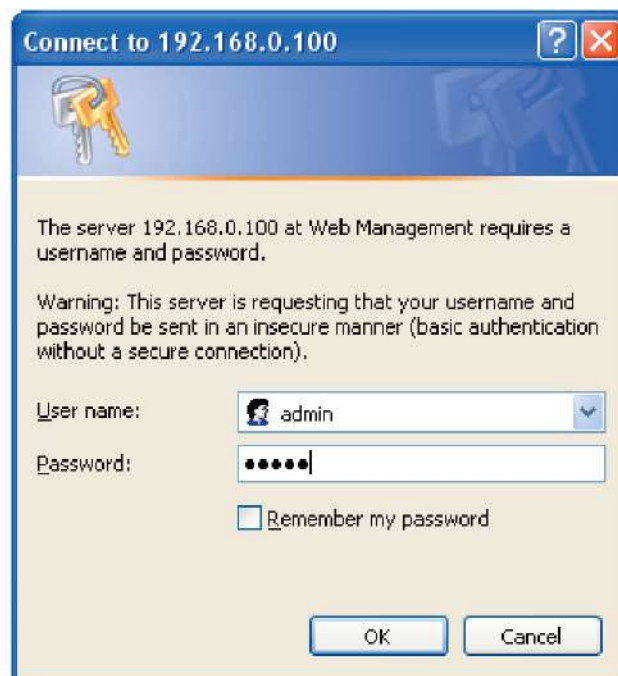 Connect to 192.168.0.100
The server 192.168.0.100 at Web Management requires a
username and password.
Warning: This server is requesting that your username and
password be sent in an insecure manner (basic authentication
without a secure connection).
User name:
admin
Password:
●●●●●
Remember my password
OK
Cancel